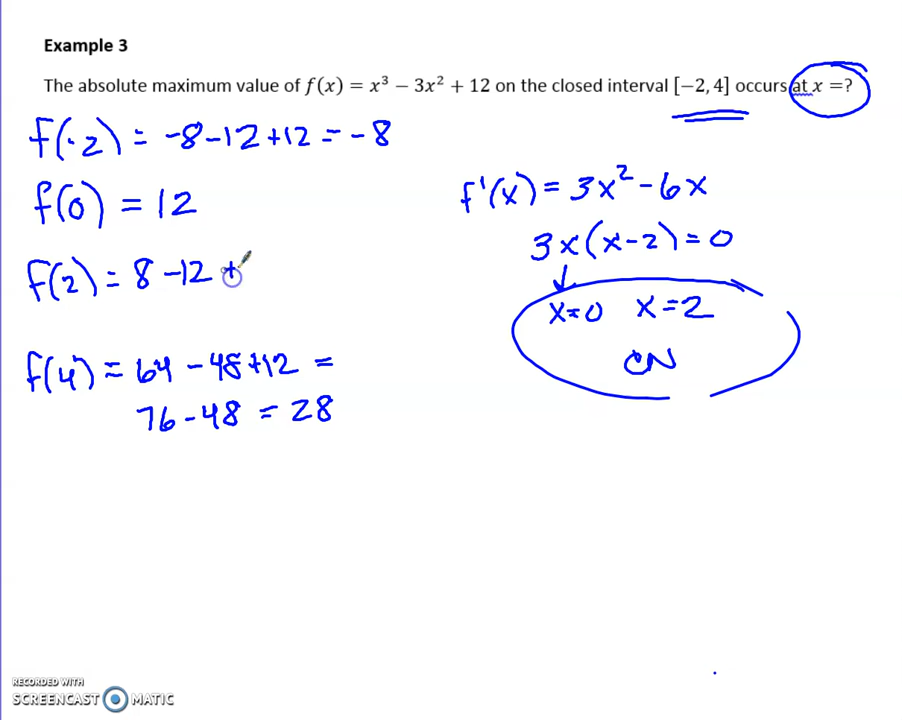 Example 3
The absolute maximum value of f(x) = x³ − 3x² + 12 on the closed interval [−2, 4] occurs at x =?
f(-2) = -8-12+12 = -8
f(0) = 12
f(2) = 8 -12 +
f(4) = 64 - 48 +12 =
76 - 48 = 28
f'(x) = 3x² - 6x
3x(x-2) = 0
x=0 x=2
CN
RECORDED WITH
SCREENCAST MATIC